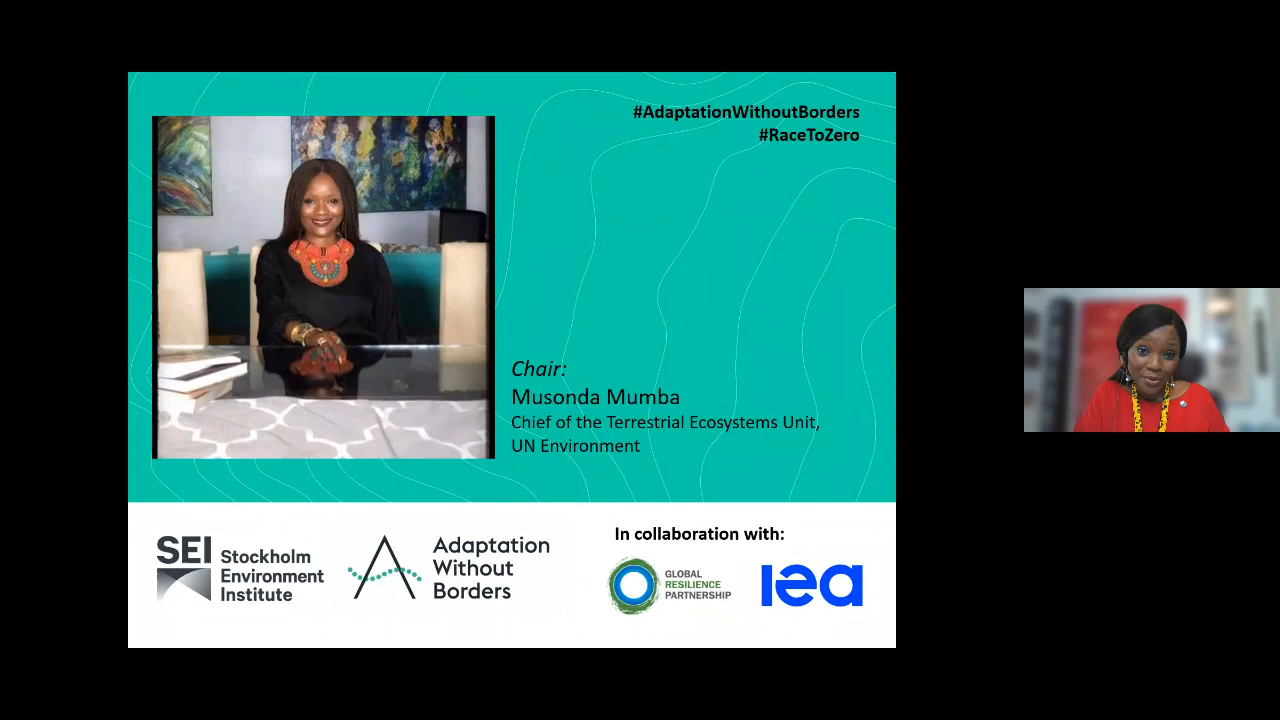 #AdaptationWithoutBorders
#RaceToZero
Chair:
Musonda Mumba
Chief of the Terrestrial Ecosystems Unit,
UN Environment
SEI Stockholm
Environment
Institute
Adaptation
Without
Borders
In collaboration with:
GLOBAL
RESILIENCE
PARTNERSHIP
iea